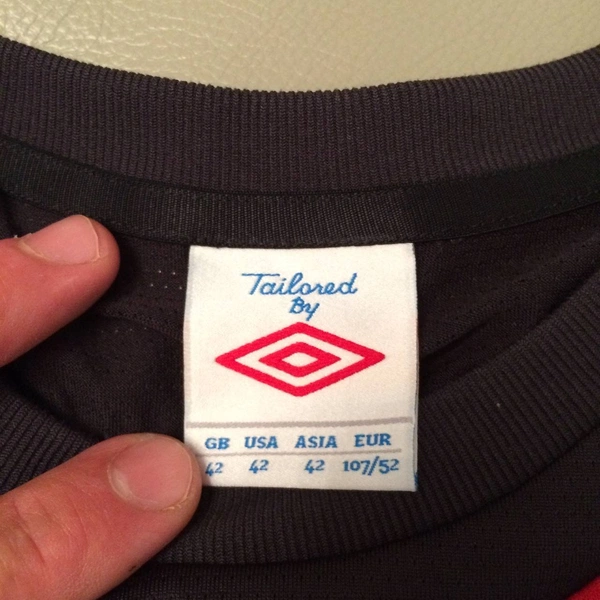 Tailored
By
GB USA ASIA EUR
42 42 42 107/52